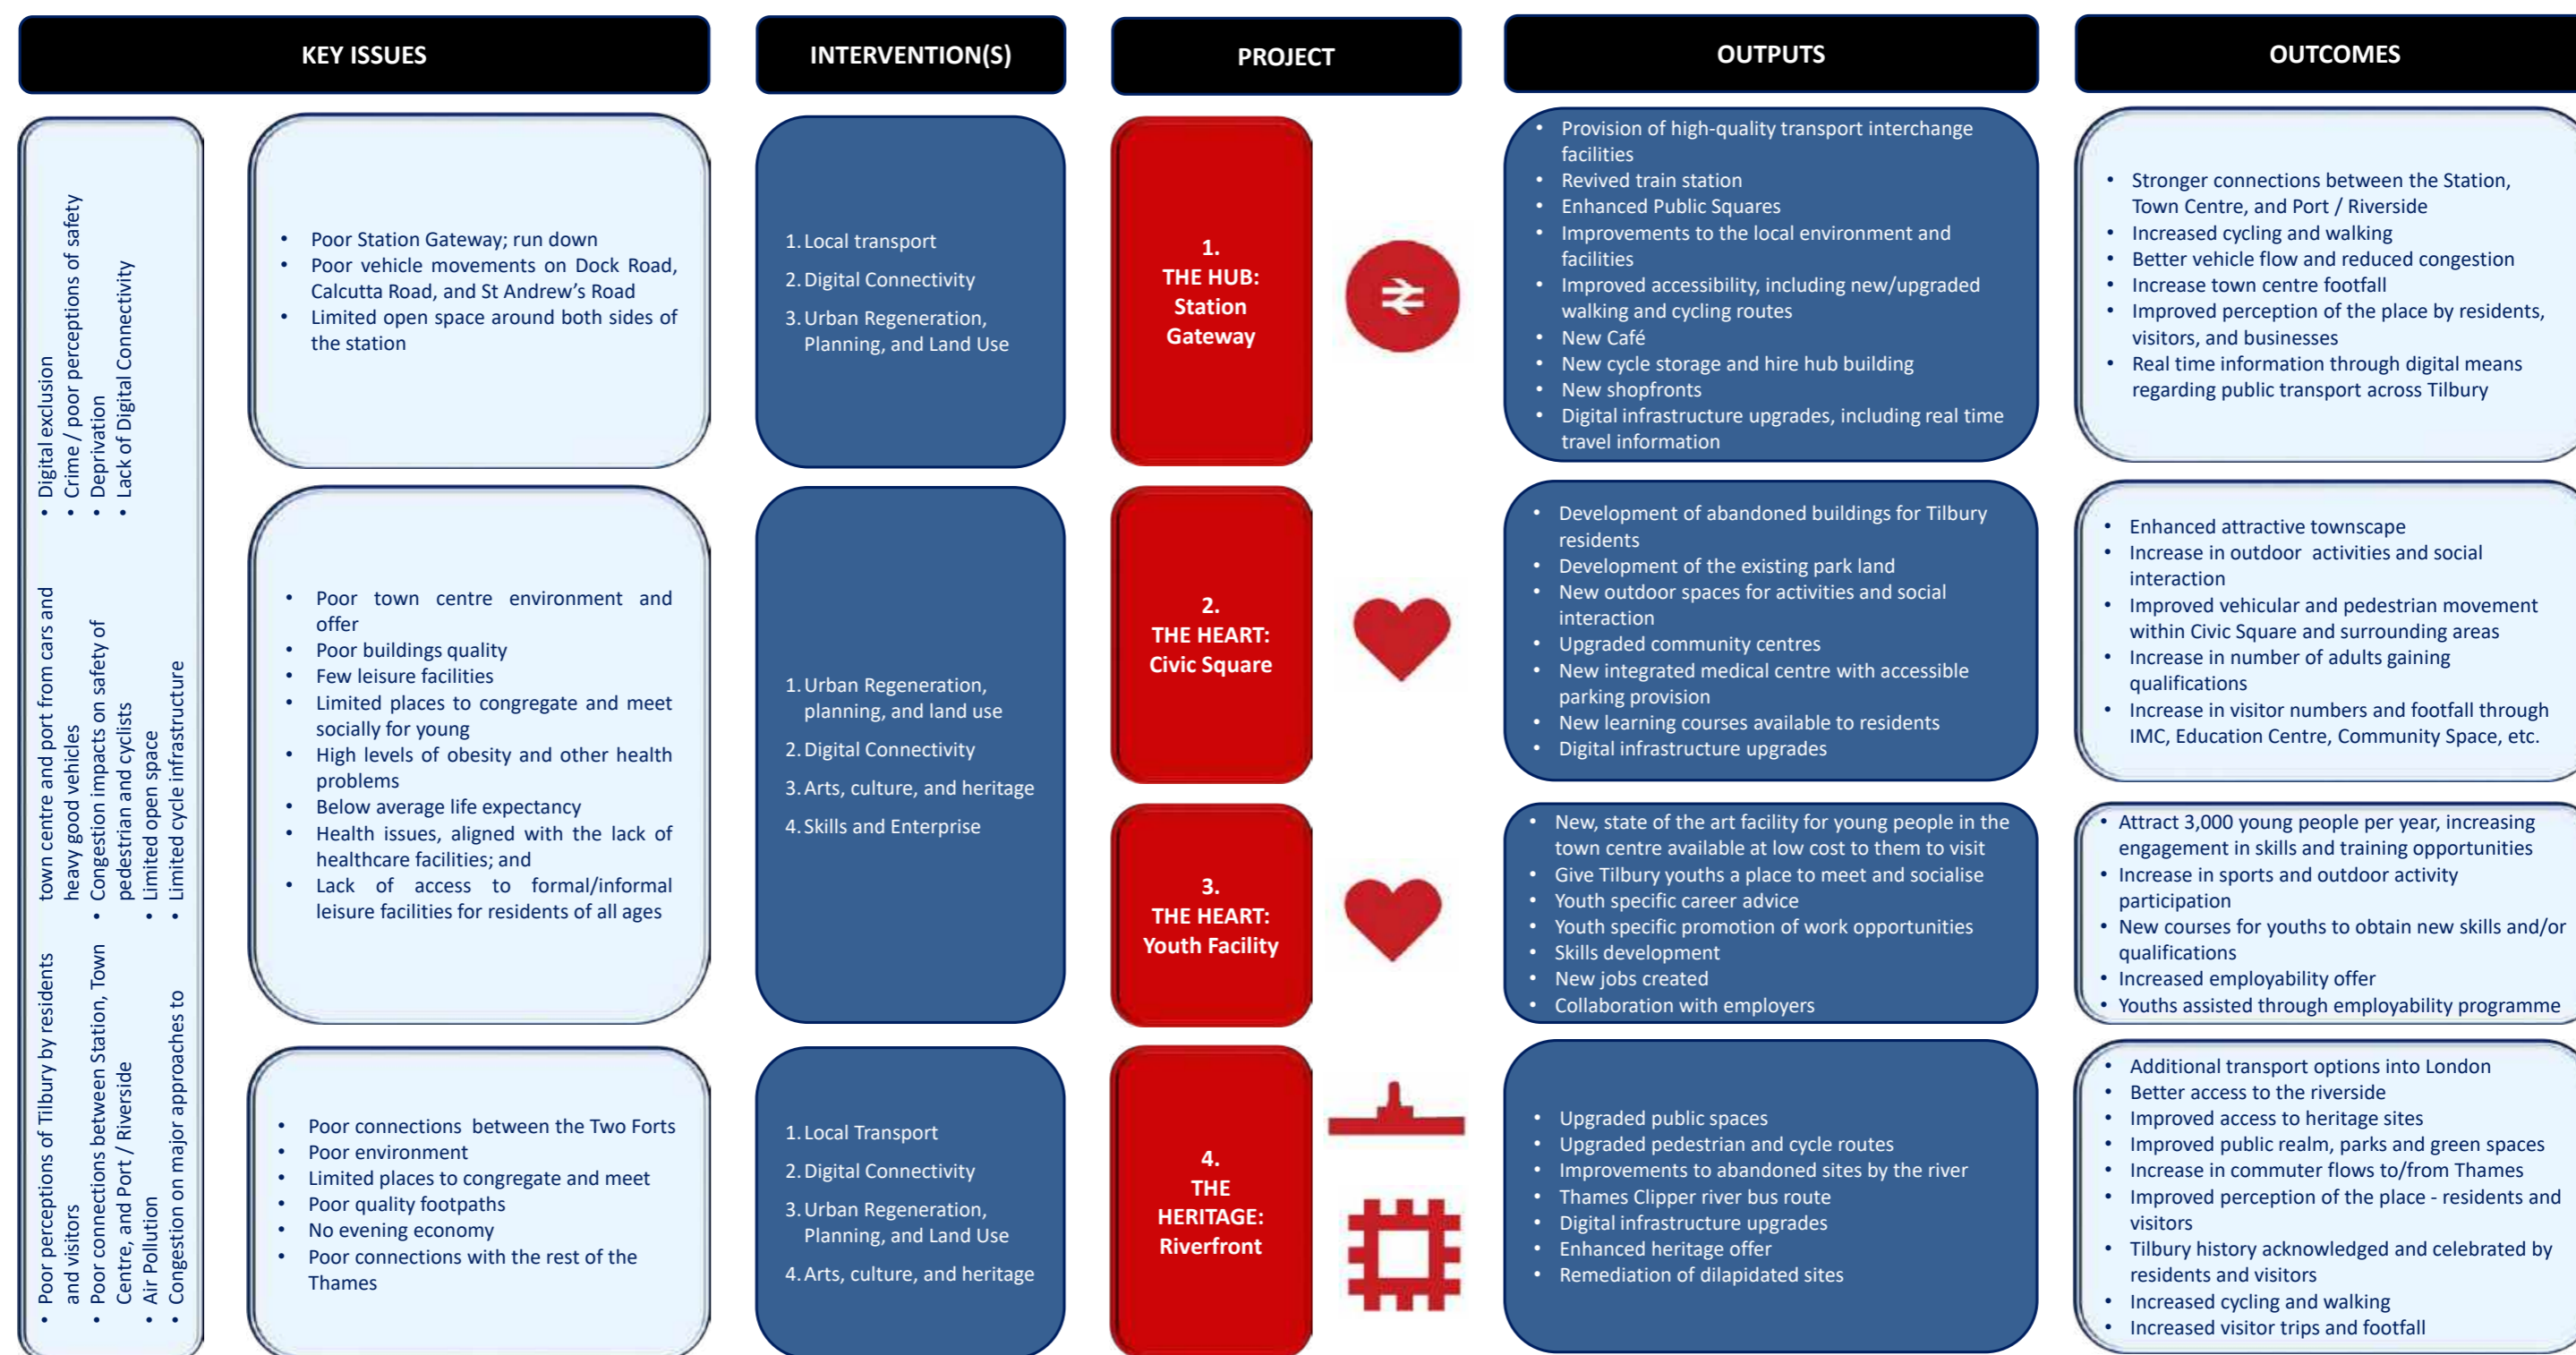 KEY ISSUES
INTERVENTION(S)
PROJECT
OUTPUTS
OUTCOMES
• Poor perceptions of Tilbury by residents
and visitors
• Poor connections between Station, Town
Centre, and Port / Riverside
• Air Pollution
• Congestion on major approaches to
town centre and port from cars and
heavy good vehicles
• Congestion impacts on safety of
pedestrian and cyclists
• Limited open space
• Limited cycle infrastructure
• Digital exclusion
• Crime / poor perceptions of safety
• Deprivation
• Lack of Digital Connectivity
• Poor Station Gateway; run down
• Poor vehicle movements on Dock Road,
Calcutta Road, and St Andrew's Road
• Limited open space around both sides of
the station
1. Local transport
2. Digital Connectivity
3. Urban Regeneration,
Planning, and Land Use
1.
THE HUB:
Station
Gateway
• Provision of high-quality transport interchange
facilities
• Revived train station
• Enhanced Public Squares
• Improvements to the local environment and
facilities
• Improved accessibility, including new/upgraded
walking and cycling routes
• New Café
• New cycle storage and hire hub building
• New shopfronts
• Digital infrastructure upgrades, including real time
travel information
• Stronger connections between the Station,
Town Centre, and Port / Riverside
• Increased cycling and walking
• Better vehicle flow and reduced congestion
• Increase town centre footfall
• Improved perception of the place by residents,
visitors, and businesses
• Real time information through digital means
regarding public transport across Tilbury
• Poor town centre environment and
offer
• Poor buildings quality
• Few leisure facilities
• Limited places to congregate and meet
socially for young
• High levels of obesity and other health
problems
• Below average life expectancy
• Health issues, aligned with the lack of
healthcare facilities; and
• Lack of access to formal/informal
leisure facilities for residents of all ages
1. Urban Regeneration,
planning, and land use
2. Digital Connectivity
3. Arts, culture, and heritage
4. Skills and Enterprise
2.
THE HEART:
Civic Square
• Development of abandoned buildings for Tilbury
residents
• Development of the existing park land
• New outdoor spaces for activities and social
interaction
• Upgraded community centres
• New integrated medical centre with accessible
parking provision
• New learning courses available to residents
• Digital infrastructure upgrades
• Enhanced attractive townscape
• Increase in outdoor activities and social
interaction
• Improved vehicular and pedestrian movement
within Civic Square and surrounding areas
• Increase in number of adults gaining
qualifications
• Increase in visitor numbers and footfall through
IMC, Education Centre, Community Space, etc.
3.
THE HEART:
Youth Facility
• New, state of the art facility for young people in the
town centre available at low cost to them to visit
• Give Tilbury youths a place to meet and socialise
• Youth specific career advice
• Youth specific promotion of work opportunities
• Skills development
• New jobs created
• Collaboration with employers
• Attract 3,000 young people per year, increasing
engagement in skills and training opportunities
• Increase in sports and outdoor activity
participation
• New courses for youths to obtain new skills and/or
qualifications
• Increased employability offer
• Youths assisted through employability programme
• Poor connections between the Two Forts
• Poor environment
• Limited places to congregate and meet
• Poor quality footpaths
• No evening economy
• Poor connections with the rest of the
Thames
1. Local Transport
2. Digital Connectivity
3. Urban Regeneration,
Planning, and Land Use
4. Arts, culture, and heritage
4.
THE
HERITAGE:
Riverfront
• Upgraded public spaces
• Upgraded pedestrian and cycle routes
• Improvements to abandoned sites by the river
• Thames Clipper river bus route
• Digital infrastructure upgrades
• Enhanced heritage offer
• Remediation of dilapidated sites
• Additional transport options into London
• Better access to the riverside
• Improved access to heritage sites
• Improved public realm, parks and green spaces
• Increase in commuter flows to/from Thames
• Improved perception of the place - residents and
visitors
• Tilbury history acknowledged and celebrated by
residents and visitors
• Increased cycling and walking
• Increased visitor trips and footfall